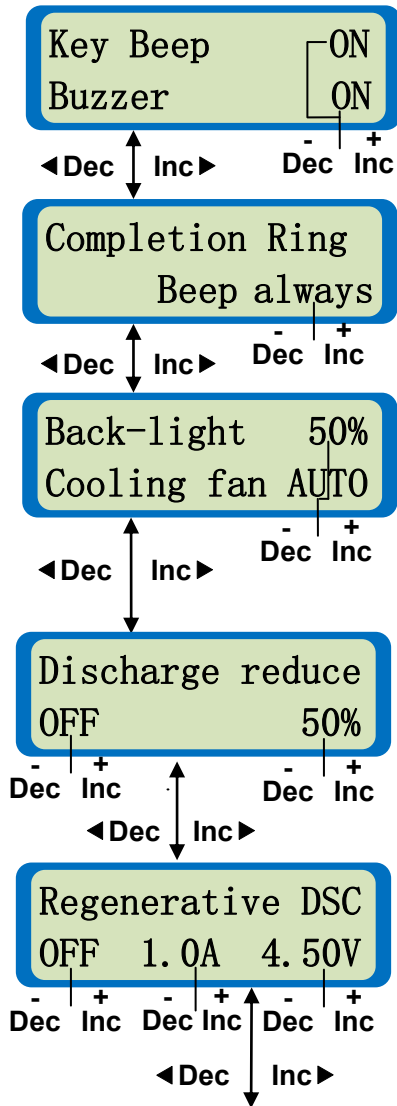 Key Beep ON
Buzzer ON
- +
Dec Inc
◄Dec Inc►
Completion Ring
Beep always
- +
Dec Inc
◄Dec Inc►
Back-light 50%
Cooling fan AUTO
- +
Dec Inc
◄Dec Inc►
Discharge reduce
OFF 50%
- + - +
Dec Inc Dec Inc
◄Dec Inc►
Regenerative DSC
OFF 1.0A 4.50V
- + - + - +
Dec Inc Dec Inc Dec Inc
◄Dec Inc►